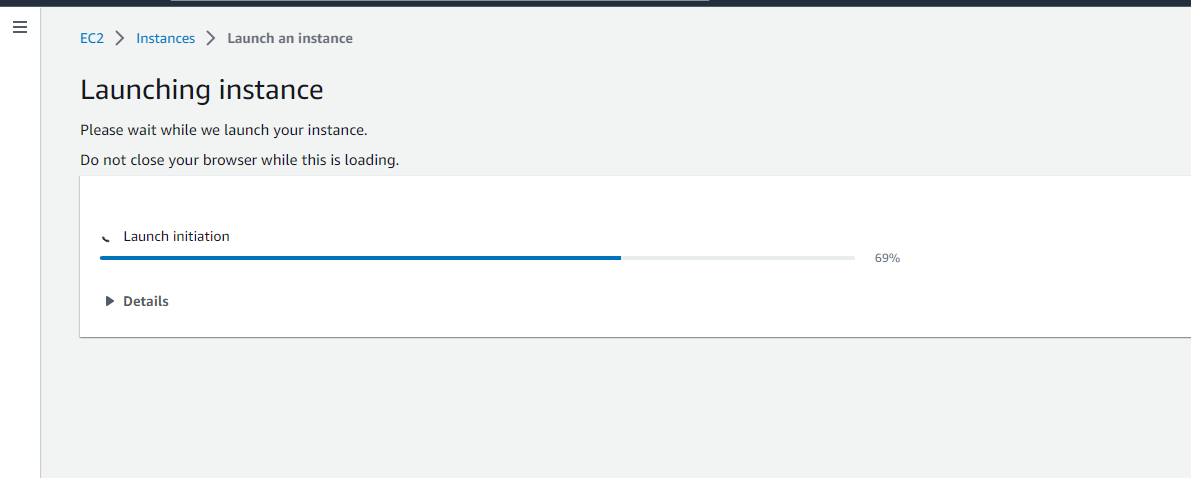 EC2 Instances Launch an instance
Launching instance
Please wait while we launch your instance.
Do not close your browser while this is loading.
Launch initiation
69%
Details